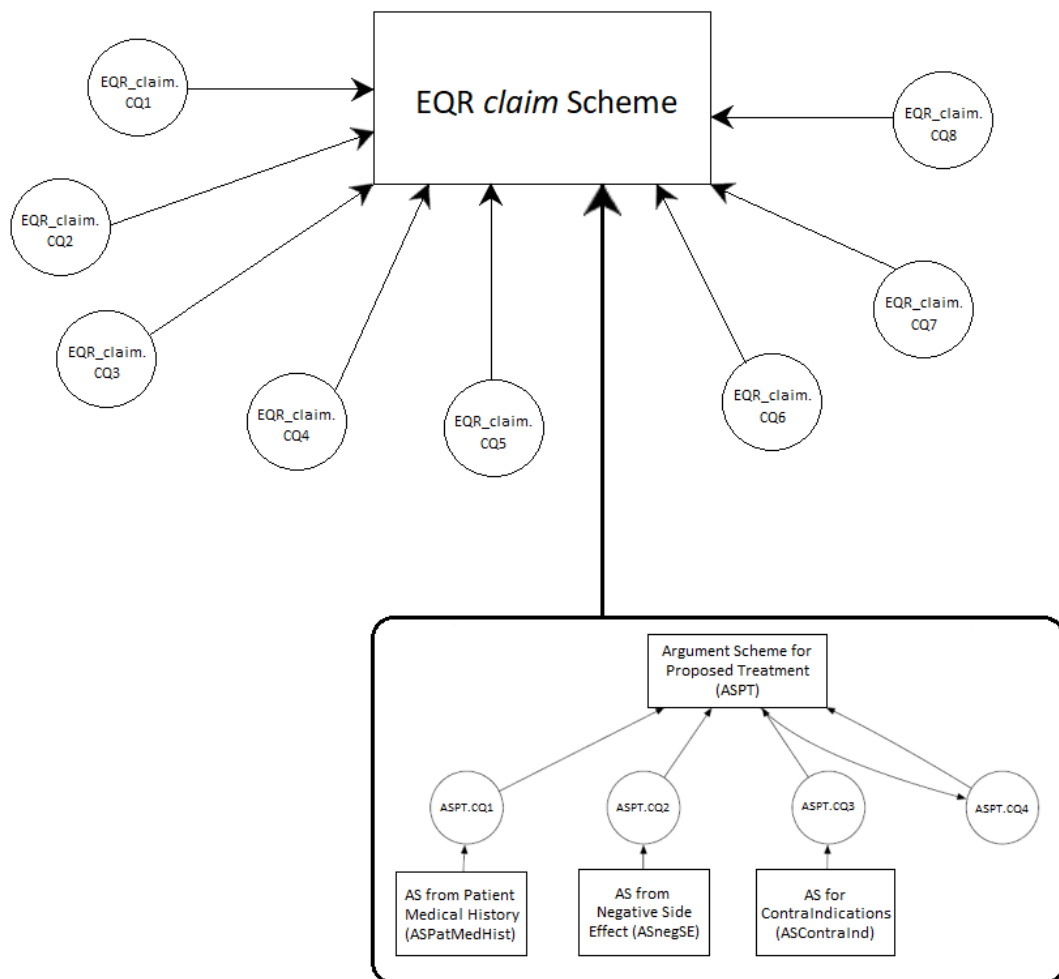 EQR claim Scheme
EQR_claim.
CQ1
EQR_claim.
CQ8
EQR_claim.
CQ2
EQR_claim.
CQ7
EQR_claim.
CQ3
EQR_claim.
CQ4
EQR_claim.
CQ5
EQR_claim.
CQ6
Argument Scheme for
Proposed Treatment
(ASPT)
ASPT.CQ1
ASPT.CQ2
ASPT.CQ3
ASPT.CQ4
AS from Patient
Medical History
(ASPatMedHist)
AS from
Negative Side
Effect (ASnegSE)
AS for
ContraIndications
(ASContraInd)